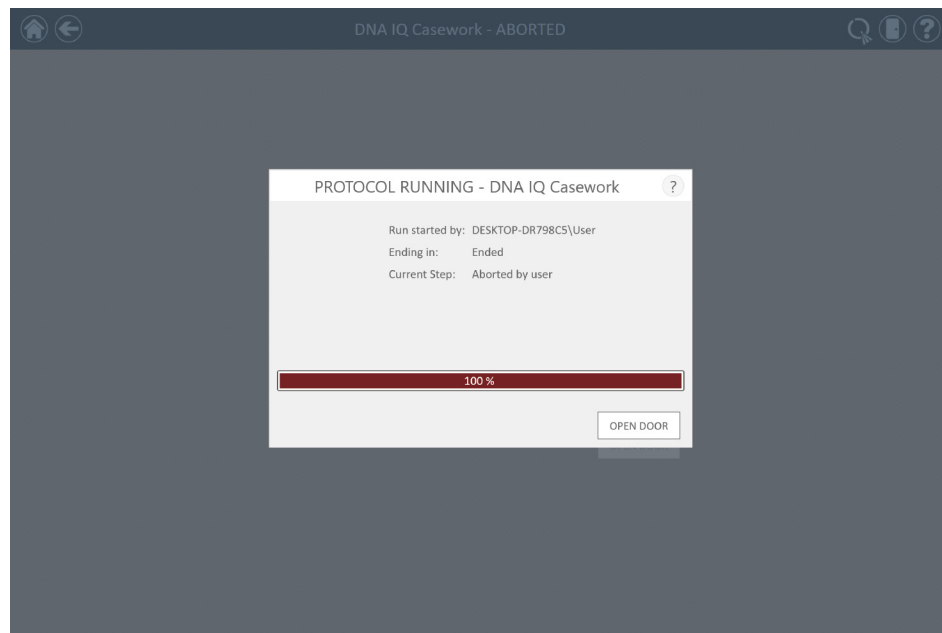 DNA IQ Casework - ABORTED
?
PROTOCOL RUNNING - DNA IQ Casework
?
Run started by: DESKTOP-DR798C5\User
Ending in: Ended
Current Step: Aborted by user
100 %
OPEN DOOR